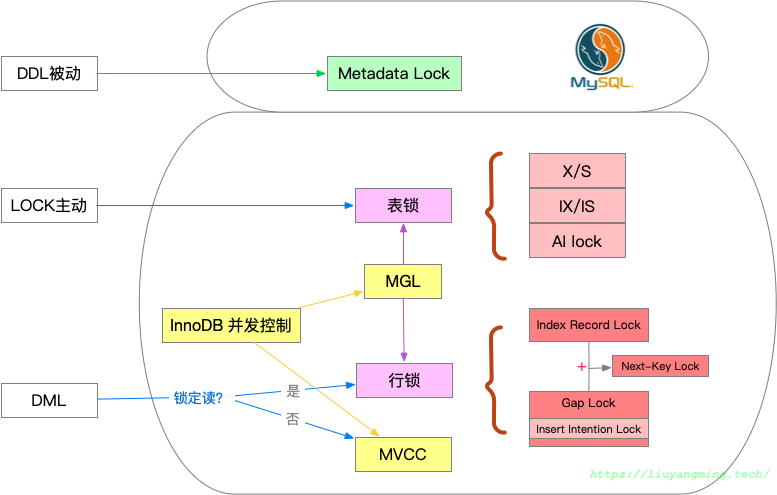 DDL被动
Metadata Lock
MySQL
LOCK主动
表锁
X/S
IX/IS
AI lock
MGL
InnoDB 并发控制
Index Record Lock
+
Next-Key Lock
DML
锁定读?
是
否
行锁
Gap Lock
Insert Intention Lock
MVCC
https://liuyangming.tech/